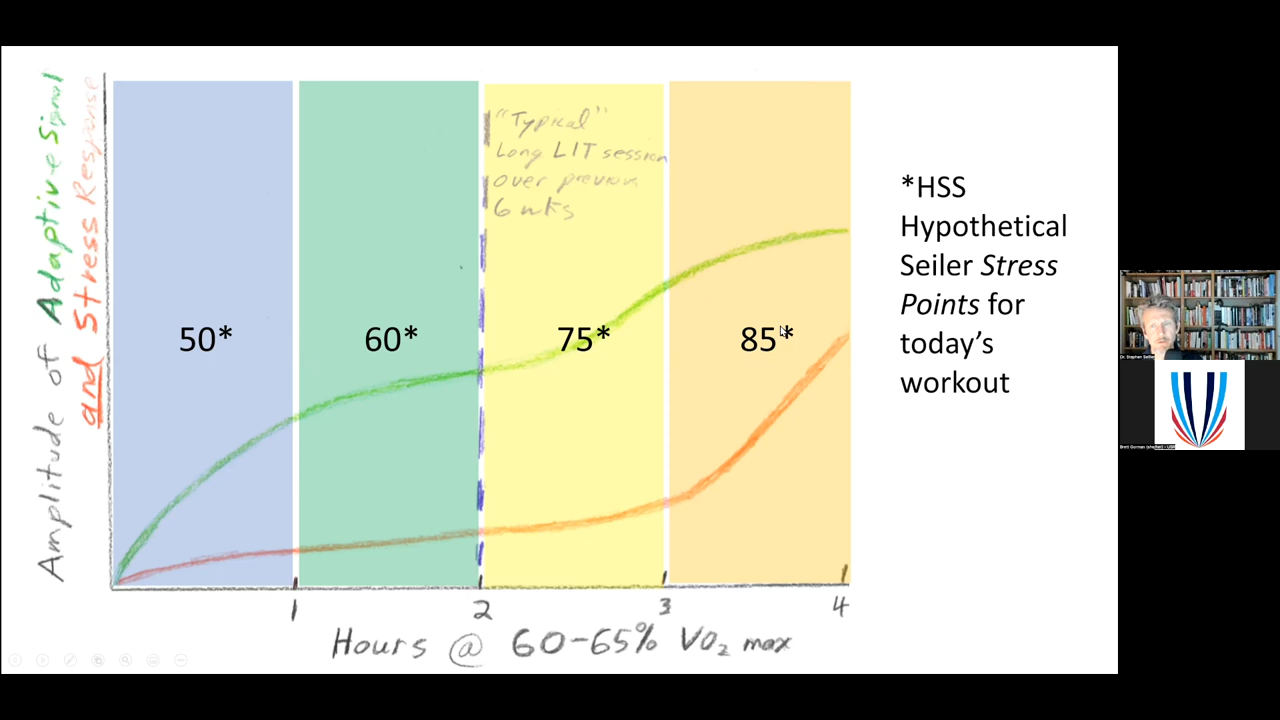 Amplitude of Adaptive Signal
and Stress Response
"Typical"
Long LIT session
over previous
6 wks
50*
60*
75*
85*
1
2
3
4
Hours @ 60-65% VO₂ max
*HSS
Hypothetical
Seiler Stress
Points for
today's
workout
Dr. Stephen Seiler
Brett Gorman